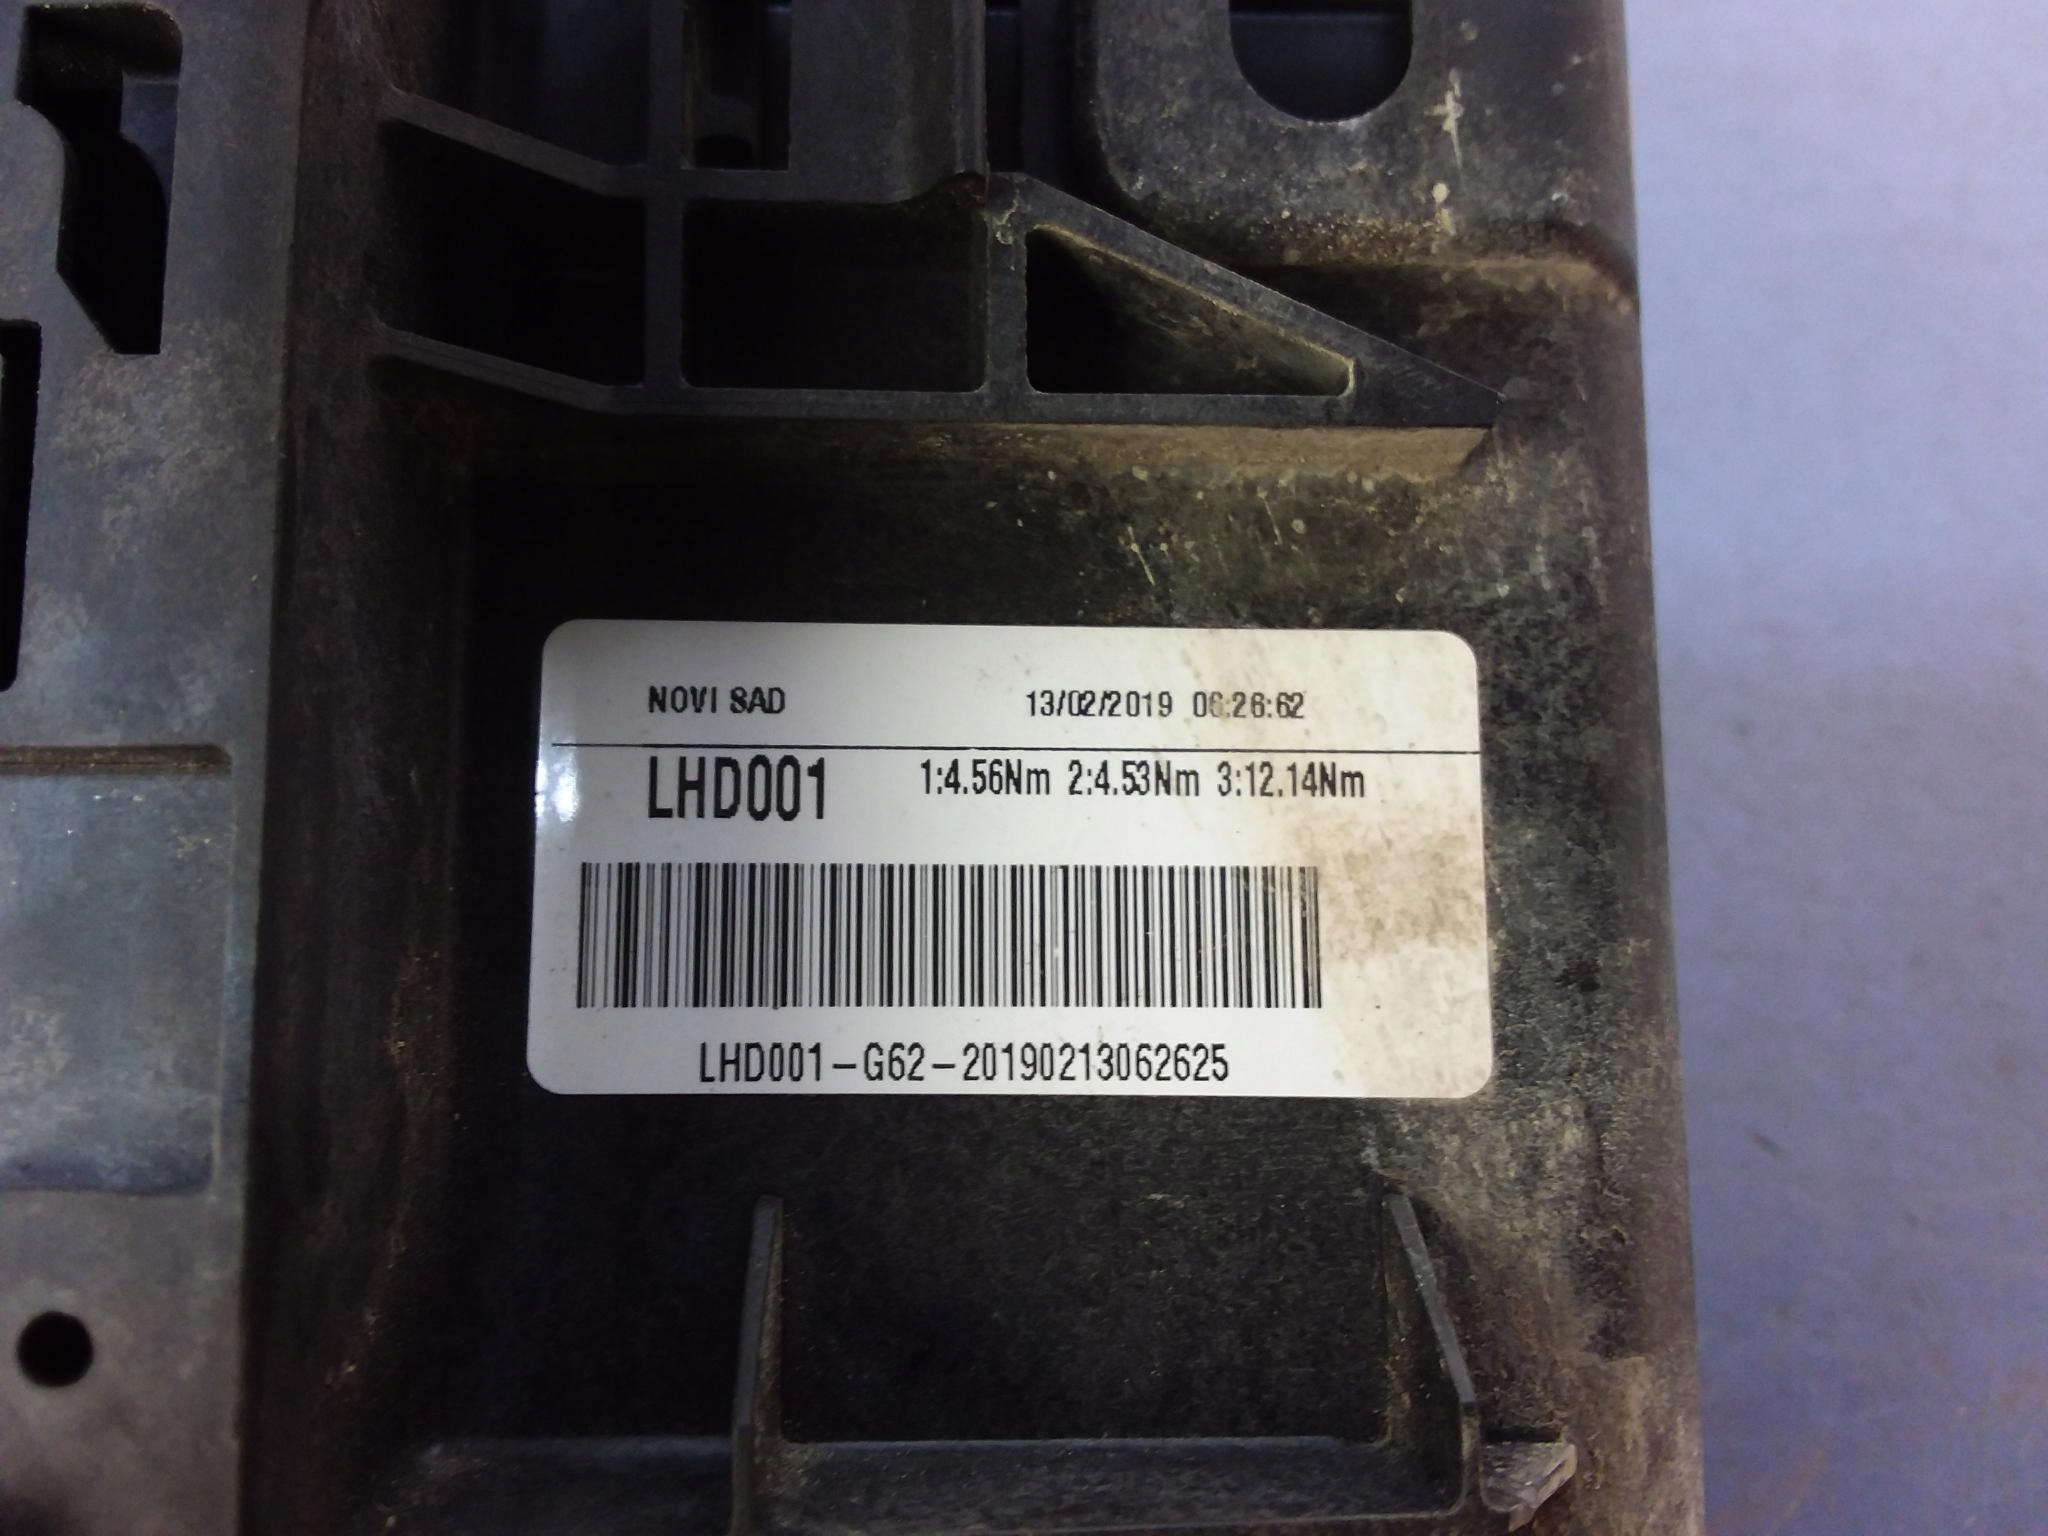 NOVI SAD 13/02/2019 06:26:62
LHD001 1:4.56Nm 2:4.53Nm 3:12.14Nm
LHD001-G62-20190213062625